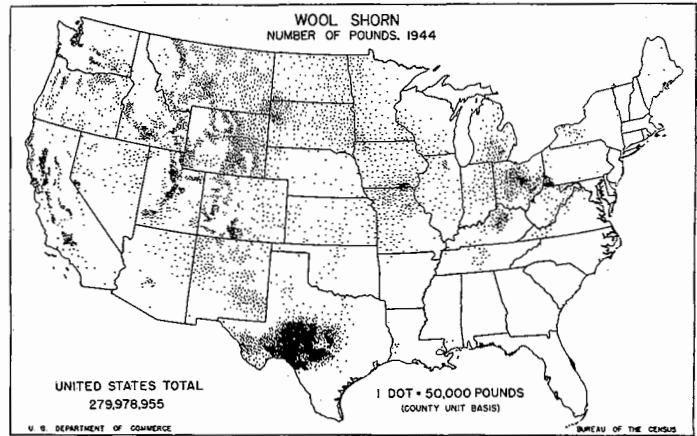 WOOL SHORN
NUMBER OF POUNDS. 1944
UNITED STATES TOTAL
279,978,955
1 DOT = 50,000 POUNDS
(COUNTY UNIT BASIS)
U. S. DEPARTMENT OF COMMERCE
BUREAU OF THE CENSUS